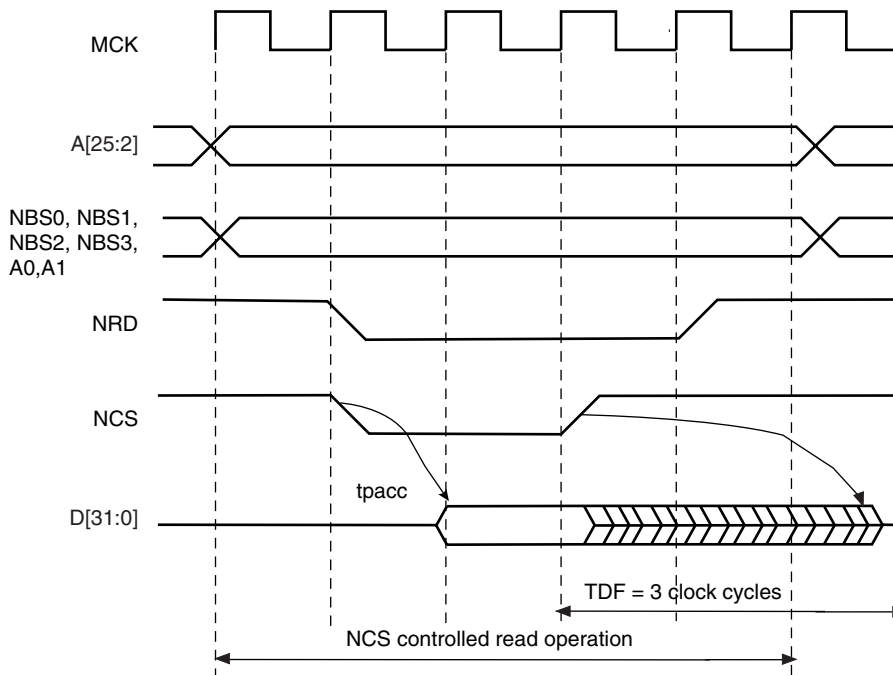 MCK
A[25:2]
NBS0, NBS1,
NBS2, NBS3,
A0,A1
NRD
NCS
tpacc
D[31:0]
TDF = 3 clock cycles
NCS controlled read operation